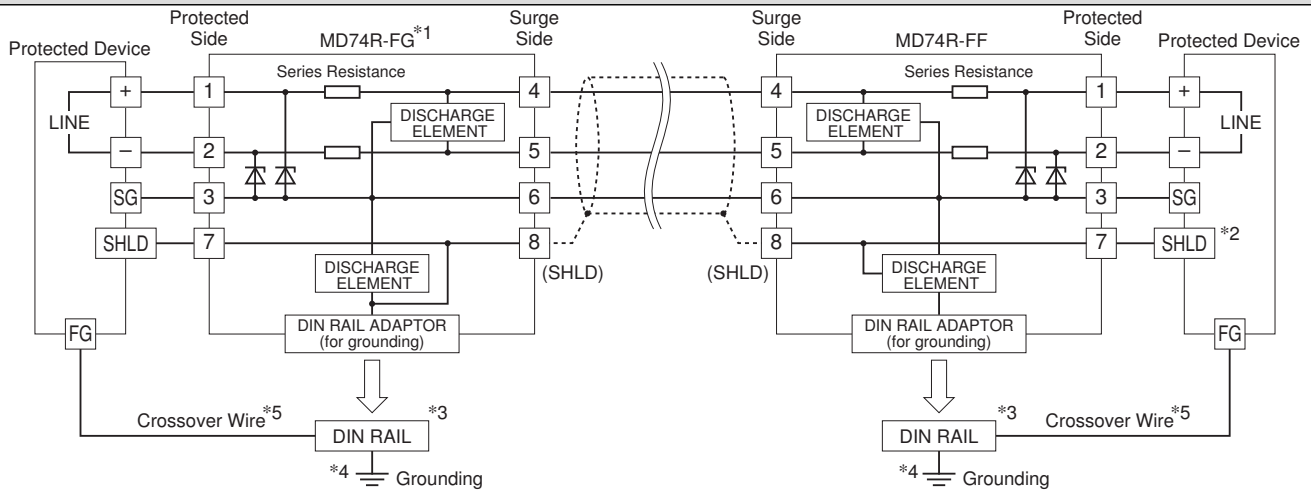 Protected Device
Protected
Side
MD74R-FG*1
Surge
Side
Surge
Side
MD74R-FF
Protected
Side
Protected Device
Series Resistance
Series Resistance
+
1
4
4
1
+
LINE
DISCHARGE
ELEMENT
DISCHARGE
ELEMENT
LINE
–
2
5
5
2
–
SG
3
6
6
3
SG
SHLD
7
8
8
7
SHLD
*2
(SHLD)
(SHLD)
DISCHARGE
ELEMENT
DISCHARGE
ELEMENT
FG
DIN RAIL ADAPTOR
(for grounding)
DIN RAIL ADAPTOR
(for grounding)
FG
Crossover Wire*5
*3
DIN RAIL
*3
DIN RAIL
Crossover Wire*5
*4
Grounding
*4
Grounding